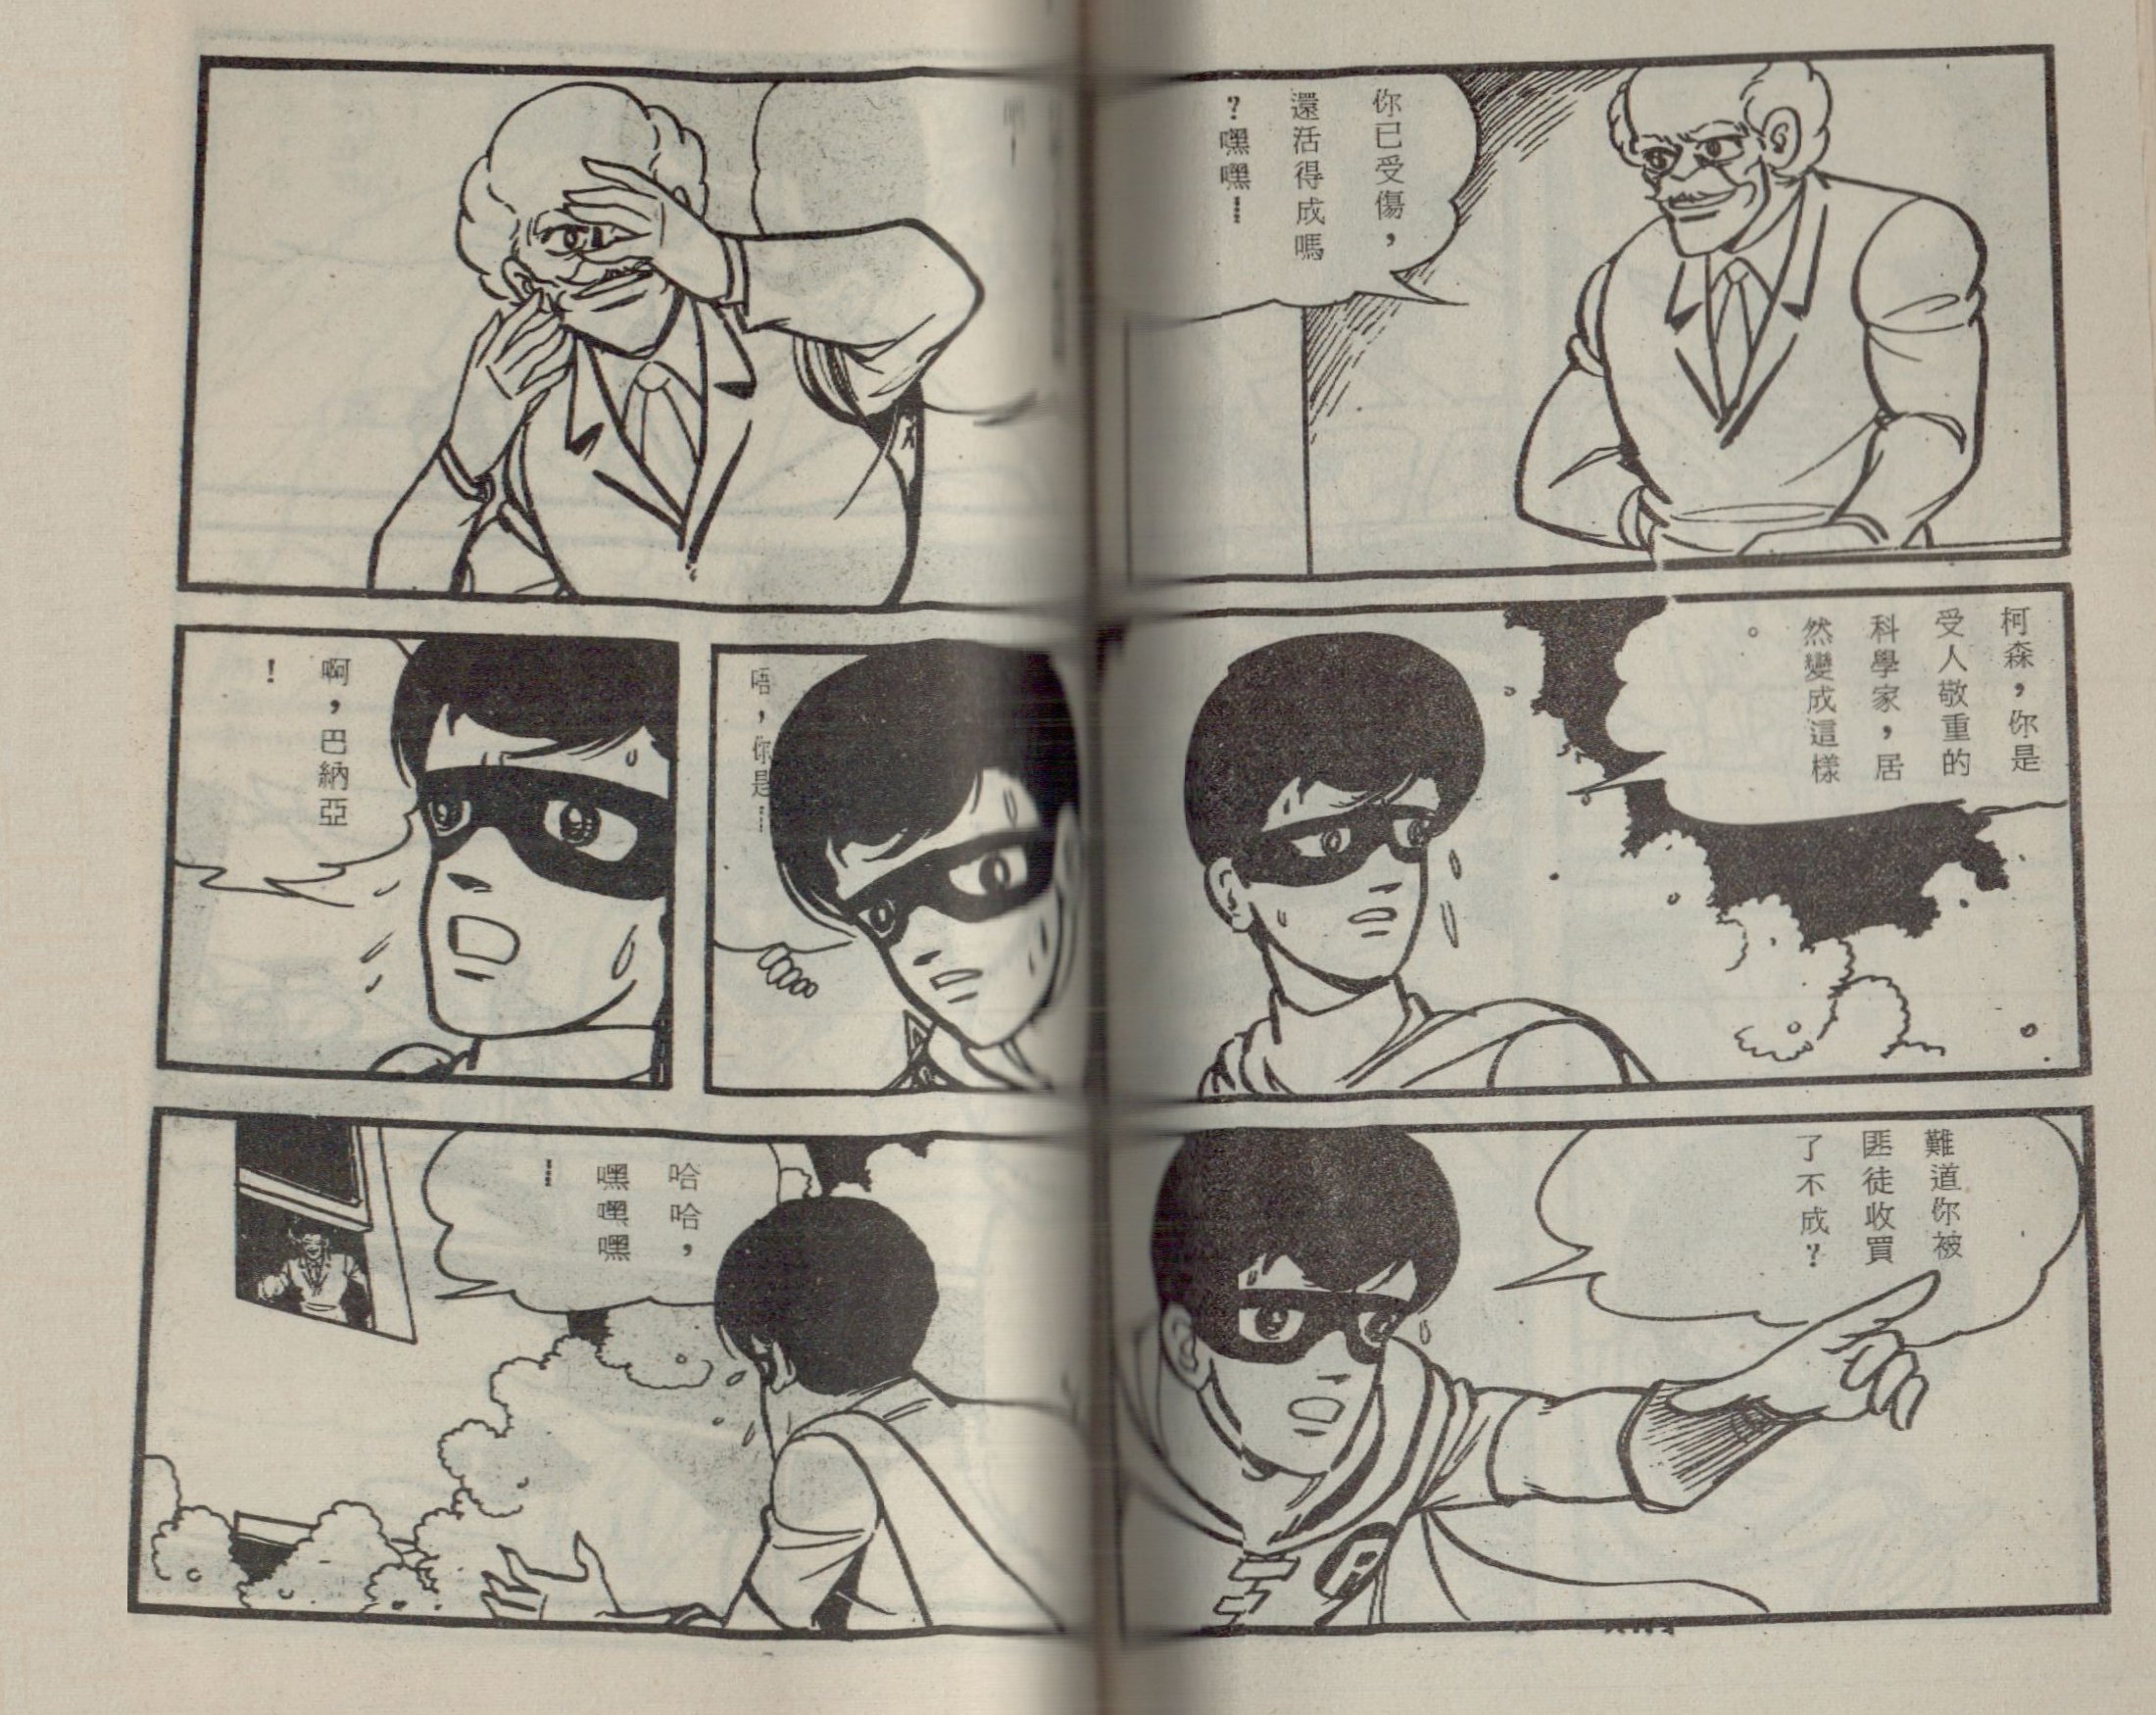 你已受傷，
還活得成嗎
？嘿嘿…
柯森，你是
受人敬重的
科學家，居
然變成這樣
。
難道你被
匪徒收買
了不成？
唔，你是…
啊，巴納亞
！
哈哈，
嘿嘿嘿
…